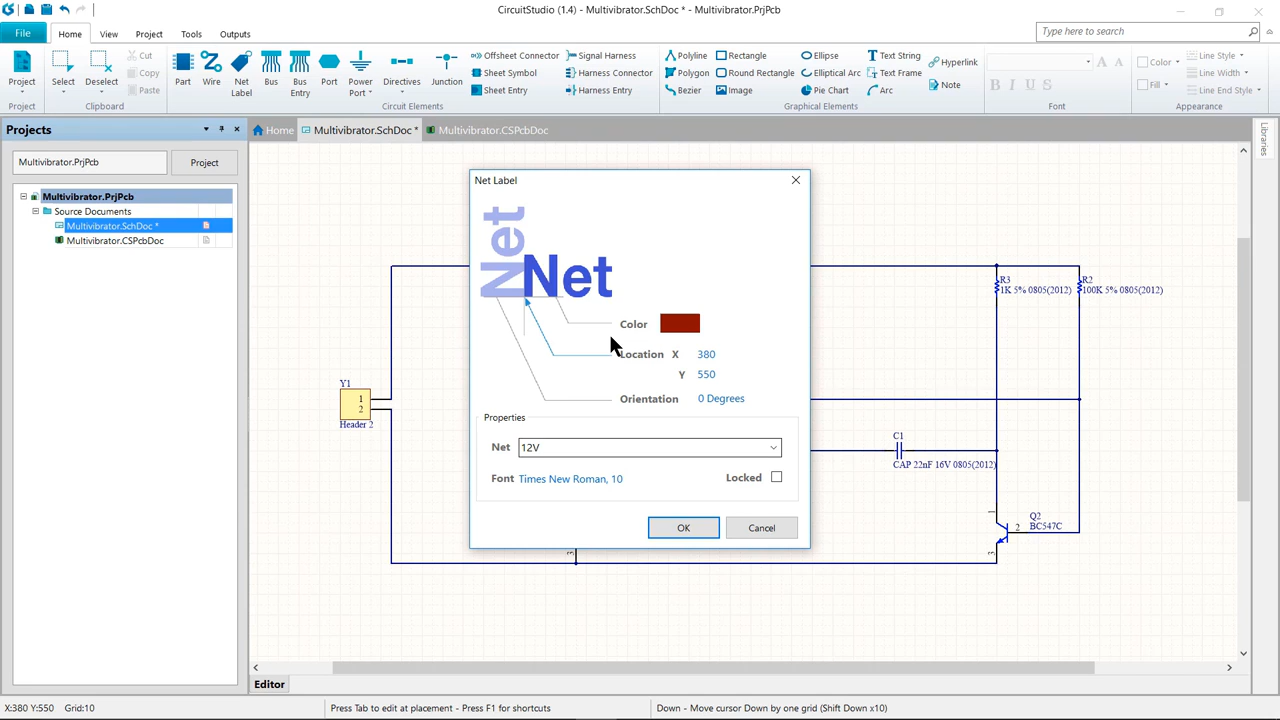 CircuitStudio (1.4) - Multivibrator.SchDoc * - Multivibrator.PrjPcb
File Home View Project Tools Outputs
Type here to search
Project Select Deselect Cut Copy Paste
Part Wire Net Label Bus Bus Entry Port Power Port Directives Junction
Offsheet Connector Signal Harness
Sheet Symbol Harness Connector
Sheet Entry Harness Entry
Polyline Rectangle Ellipse Text String Hyperlink
Polygon Round Rectangle Elliptical Arc Text Frame Note
Bezier Image Pie Chart Arc
A A
B I U S
Color Line Style
Line Width
Fill Line End Style
Project Clipboard Circuit Elements Graphical Elements Font Appearance
Projects
Home Multivibrator.SchDoc * Multivibrator.CSPcbDoc
Libraries
Multivibrator.PrjPcb Project
Multivibrator.PrjPcb
Source Documents
Multivibrator.SchDoc *
Multivibrator.CSPcbDoc
Net Label
Net
Net
Color
Location X 380
Y 550
Orientation 0 Degrees
Properties
Net 12V
Font Times New Roman, 10 Locked
OK Cancel
Y1
1
2
Header 2
R3
1K 5% 0805(2012)
R2
100K 5% 0805(2012)
C1
CAP 22nF 16V 0805(2012)
1
Q2
2 BC547C
3
3
Editor
X:380 Y:550 Grid:10 Press Tab to edit at placement - Press F1 for shortcuts Down - Move cursor Down by one grid (Shift Down x10)